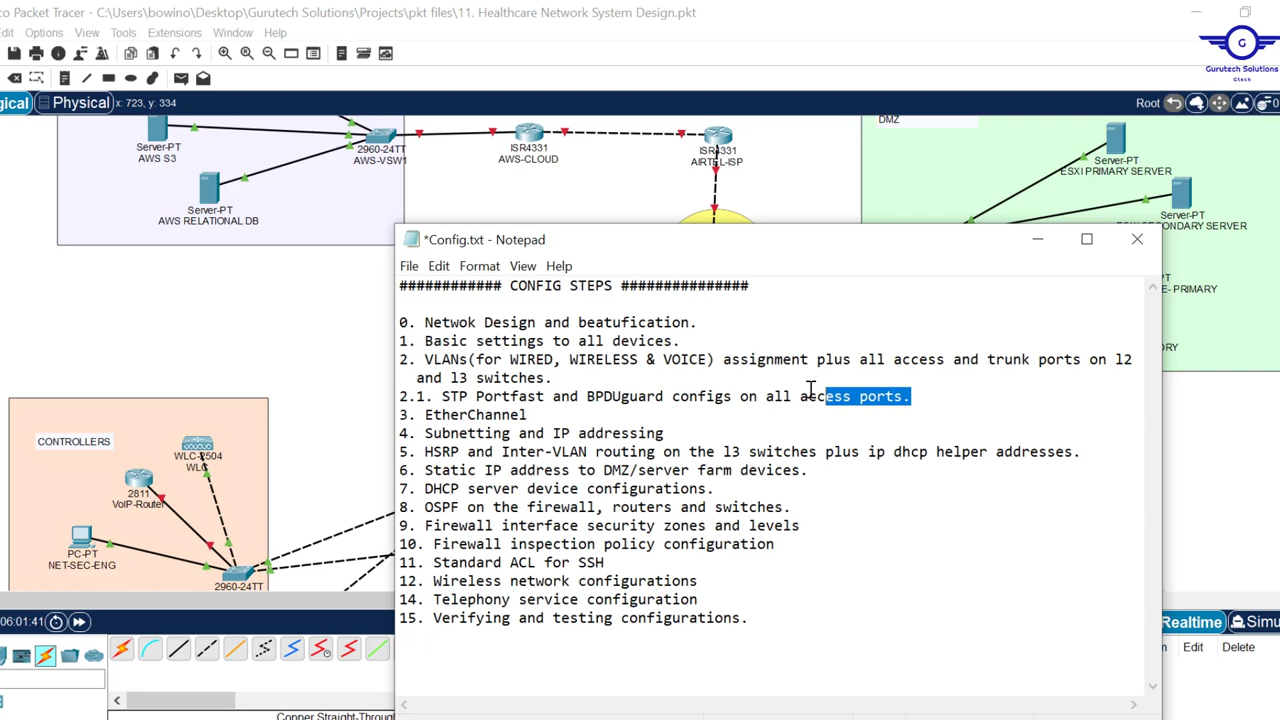 co Packet Tracer - C:\Users\bowino\Desktop\Gurutech Solutions\Projects\pkt files\11. Healthcare Network System Design.pkt
Edit Options View Tools Extensions Window Help
G
Gurutech Solutions
Gtech
Physical x: 723, y: 334
Root
DMZ
Server-PT
AWS S3
2960-24TT
AWS-VSW1
ISR4331
AWS-CLOUD
ISR4331
AIRTEL-ISP
Server-PT
ESXI PRIMARY SERVER
Server-PT
AWS RELATIONAL DB
Server-PT
*Config.txt - Notepad
File Edit Format View Help
############ CONFIG STEPS ###############
0. Netwok Design and beatufication.
1. Basic settings to all devices.
2. VLANs(for WIRED, WIRELESS & VOICE) assignment plus all access and trunk ports on l2
and l3 switches.
2.1. STP Portfast and BPDUguard configs on all access ports.
3. EtherChannel
4. Subnetting and IP addressing
5. HSRP and Inter-VLAN routing on the l3 switches plus ip dhcp helper addresses.
6. Static IP address to DMZ/server farm devices.
7. DHCP server device configurations.
8. OSPF on the firewall, routers and switches.
9. Firewall interface security zones and levels
10. Firewall inspection policy configuration
11. Standard ACL for SSH
12. Wireless network configurations
14. Telephony service configuration
15. Verifying and testing configurations.
CONTROLLERS
WLC-2504
WLC
2811
VoIP-Router
PC-PT
NET-SEC-ENG
2960-24TT
06:01:41
Realtime
Edit Delete